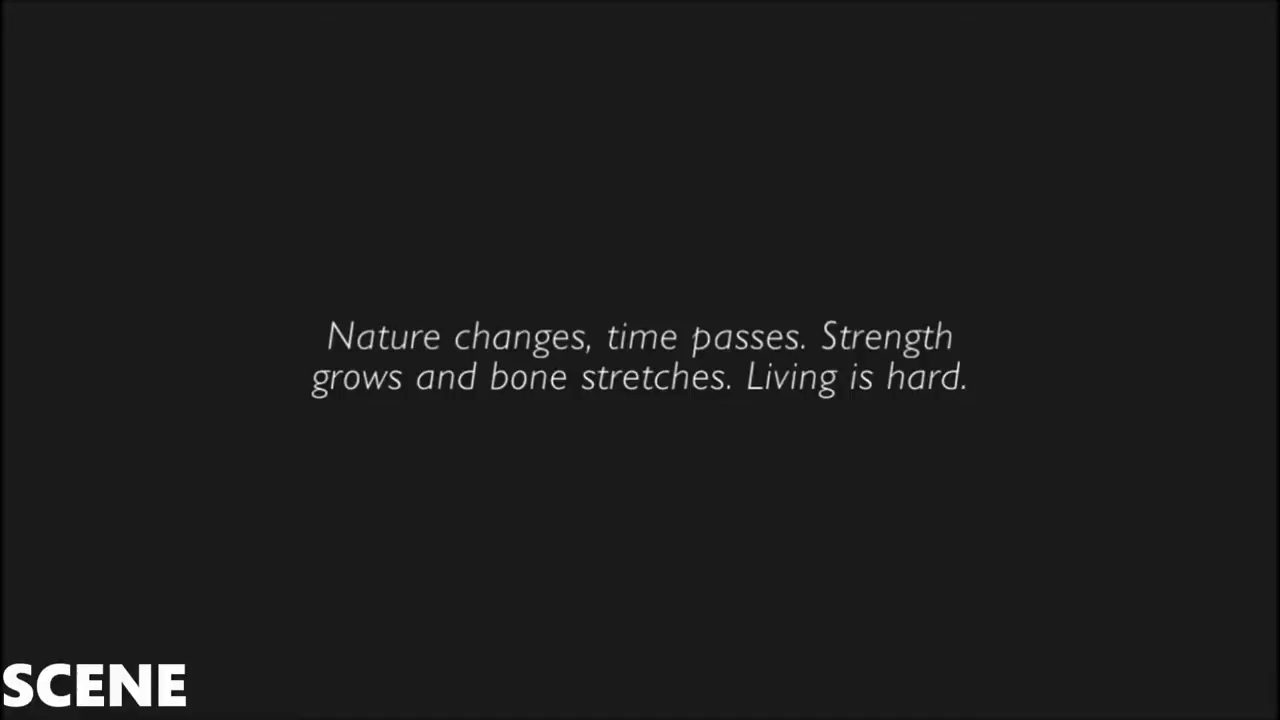 Nature changes, time passes. Strength
grows and bone stretches. Living is hard.
SCENE